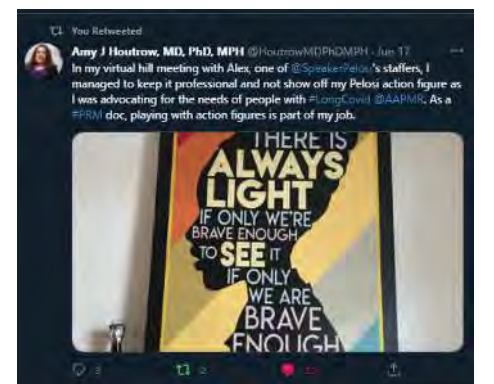 You Retweeted
Amy J Houtrow, MD, PhD, MPH @HoutrowMDPhDMPH · Jun 17
In my virtual hill meeting with Alex, one of @SpeakerPelosi's staffers, I
managed to keep it professional and not show off my Pelosi action figure as
I was advocating for the needs of people with #LongCovid @AAPMR. As a
#PRM doc, playing with action figures is part of my job.
THERE IS
ALWAYS
LIGHT
IF ONLY WE'RE
BRAVE ENOUGH
TO SEE IT
IF ONLY
WE ARE
BRAVE
ENOUGH